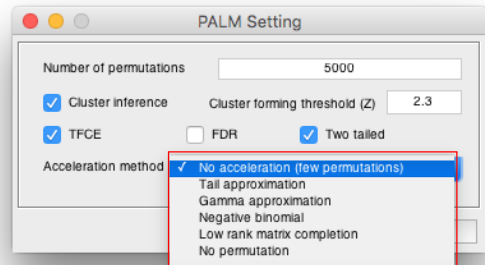 PALM Setting
Number of permutations 5000
Cluster inference Cluster forming threshold (Z) 2.3
TFCE FDR Two tailed
Acceleration method No acceleration (few permutations)
Tail approximation
Gamma approximation
Negative binomial
Low rank matrix completion
No permutation